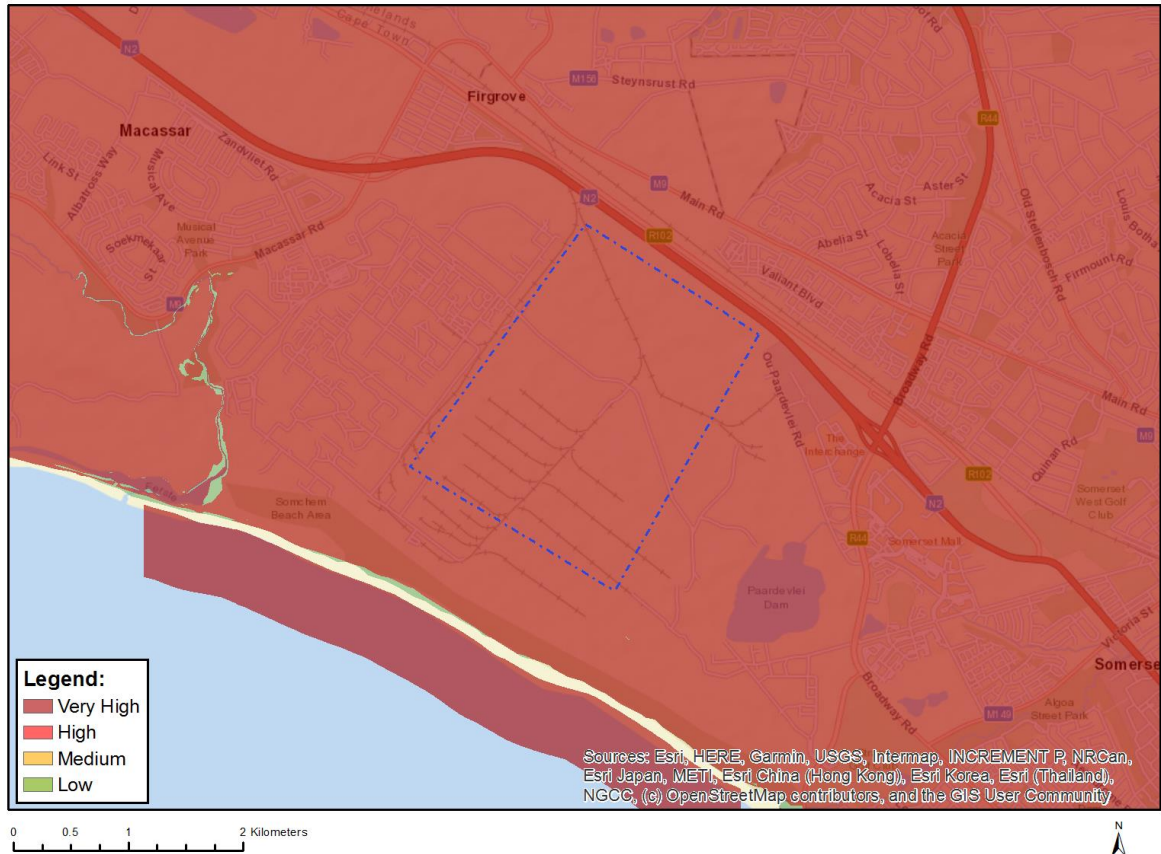 Cape Town
N2
M156
Steynsrust Rd
Firgrove
R44
Macassar
Zandvliet Rd
Link St
Albatross Way
Musical Ave
M9
Main Rd
Aster St
Acacia St
Old Stellenbosch Rd
Louis Botha
N2
Musical
Avenue
Park
Macassar Rd
Soekmekaar St
R102
Abelia St
Acacia
Street
Park
Lobelia St
Firmount Rd
Valiant Blvd
Broadway Rd
Ou Paardevlei Rd
Main Rd
M9
The
Interchange
Quinan Rd
R102
Somerset
West Golf
Club
N2
Somchem
Beach Area
R44
Somerset Mall
Paardevlei
Dam
Victoria St
Somerse
Broadway Rd
Algoa
Street Park
M149
Legend:
Very High
High
Medium
Low
Sources: Esri, HERE, Garmin, USGS, Intermap, INCREMENT P, NRCan,
Esri Japan, METI, Esri China (Hong Kong), Esri Korea, Esri (Thailand),
NGCC, (c) OpenStreetMap contributors, and the GIS User Community
0 0.5 1 2 Kilometers
N